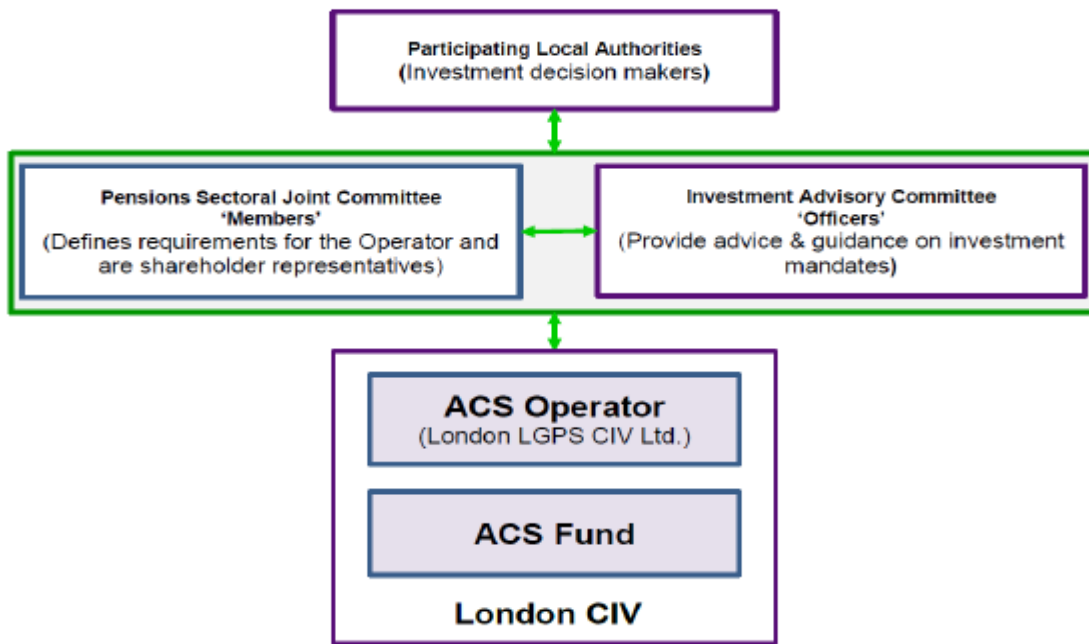 Participating Local Authorities
(Investment decision makers)
Pensions Sectoral Joint Committee
'Members'
(Defines requirements for the Operator and
are shareholder representatives)
Investment Advisory Committee
'Officers'
(Provide advice & guidance on investment
mandates)
ACS Operator
(London LGPS CIV Ltd.)
ACS Fund
London CIV